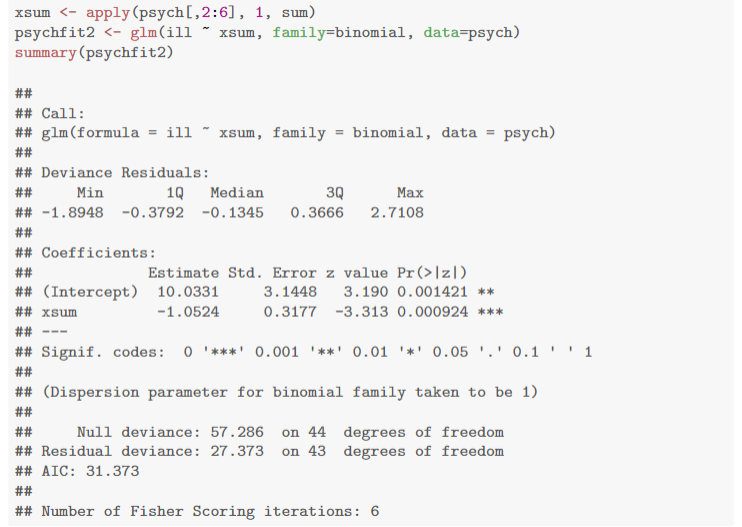 xsum <- apply(psych[,2:6], 1, sum)
psychfit2 <- glm(ill ~ xsum, family=binomial, data=psych)
summary(psychfit2)
##
## Call:
## glm(formula = ill ~ xsum, family = binomial, data = psych)
##
## Deviance Residuals:
##     Min       1Q   Median       3Q      Max
## -1.8948  -0.3792  -0.1345   0.3666   2.7108
##
## Coefficients:
##             Estimate Std. Error z value Pr(>|z|)
## (Intercept)  10.0331     3.1448   3.190 0.001421 **
## xsum         -1.0524     0.3177  -3.313 0.000924 ***
## ---
## Signif. codes:  0 '***' 0.001 '**' 0.01 '*' 0.05 '.' 0.1 ' ' 1
##
## (Dispersion parameter for binomial family taken to be 1)
##
##     Null deviance: 57.286  on 44  degrees of freedom
## Residual deviance: 27.373  on 43  degrees of freedom
## AIC: 31.373
##
## Number of Fisher Scoring iterations: 6